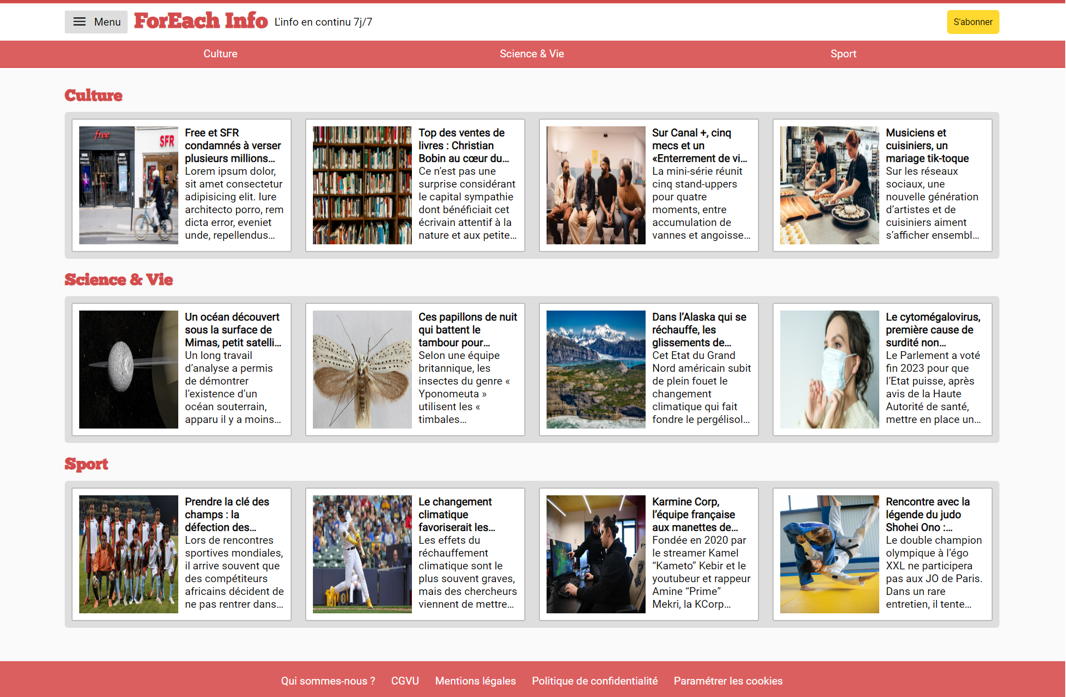 Menu
ForEach Info
L'info en continu 7j/7
S'abonner
Culture
Science & Vie
Sport
Culture
free
SFR
Free et SFR
condamnés à verser
plusieurs millions…
Lorem ipsum dolor,
sit amet consectetur
adipisicing elit. Iure
architecto porro, rem
dicta error, eveniet
unde, repellendus…
Top des ventes de
livres : Christian
Bobin au cœur du…
Ce n'est pas une
surprise considérant
le capital sympathie
dont bénéficiait cet
écrivain attentif à la
nature et aux petite…
Sur Canal +, cinq
mecs et un
«Enterrement de vi…
La mini-série réunit
cinq stand-uppers
pour quatre
moments, entre
accumulation de
vannes et angoisse…
Musiciens et
cuisiniers, un
mariage tik-toque
Sur les réseaux
sociaux, une
nouvelle génération
d'artistes et de
cuisiniers aiment
s'afficher ensembl…
Science & Vie
Un océan découvert
sous la surface de
Mimas, petit satelli…
Un long travail
d'analyse a permis
de démontrer
l'existence d'un
océan souterrain,
apparu il y a moins…
Ces papillons de nuit
qui battent le
tambour pour…
Selon une équipe
britannique, les
insectes du genre «
Yponomeuta »
utilisent les «
timbales…
Dans l'Alaska qui se
réchauffe, les
glissements de…
Cet Etat du Grand
Nord américain subit
de plein fouet le
changement
climatique qui fait
fondre le pergélisol…
Le cytomégalovirus,
première cause de
surdité non…
Le Parlement a voté
fin 2023 pour que
l'Etat puisse, après
avis de la Haute
Autorité de santé,
mettre en place un…
Sport
Prendre la clé des
champs : la
défection des…
Lors de rencontres
sportives mondiales,
il arrive souvent que
des compétiteurs
africains décident de
ne pas rentrer dans…
Le changement
climatique
favoriserait les…
Les effets du
réchauffement
climatique sont le
plus souvent graves,
mais des chercheurs
viennent de mettre…
Karmine Corp,
l'équipe française
aux manettes de…
Fondée en 2020 par
le streamer Kamel
"Kameto" Kebir et le
youtubeur et rappeur
Amine "Prime"
Mekri, la KCorp…
Rencontre avec la
légende du judo
Shohei Ono :…
Le double champion
olympique à l'égo
XXL ne participera
pas aux JO de Paris.
Dans un rare
entretien, il tente…
Qui sommes-nous ?
CGVU
Mentions légales
Politique de confidentialité
Paramétrer les cookies